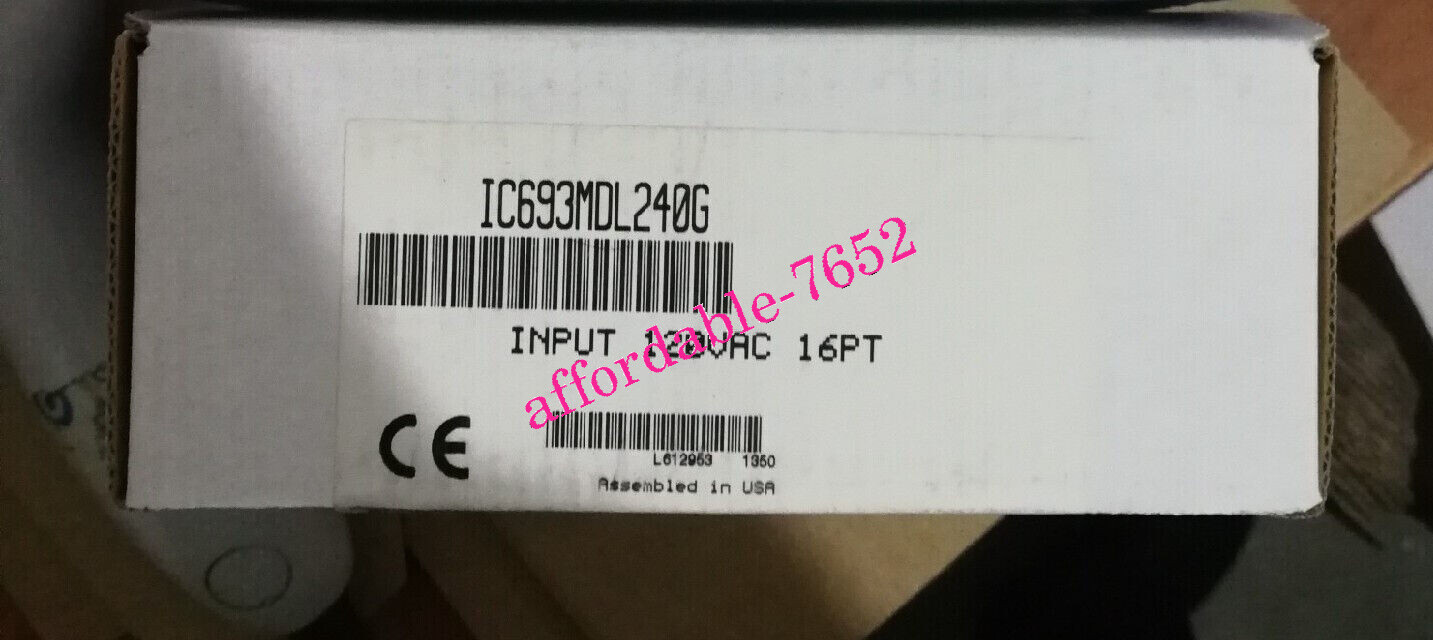 IC693MDL240G
INPUT 120VAC 16PT
affordable-7652
CE
L612953 1350
Assembled in USA